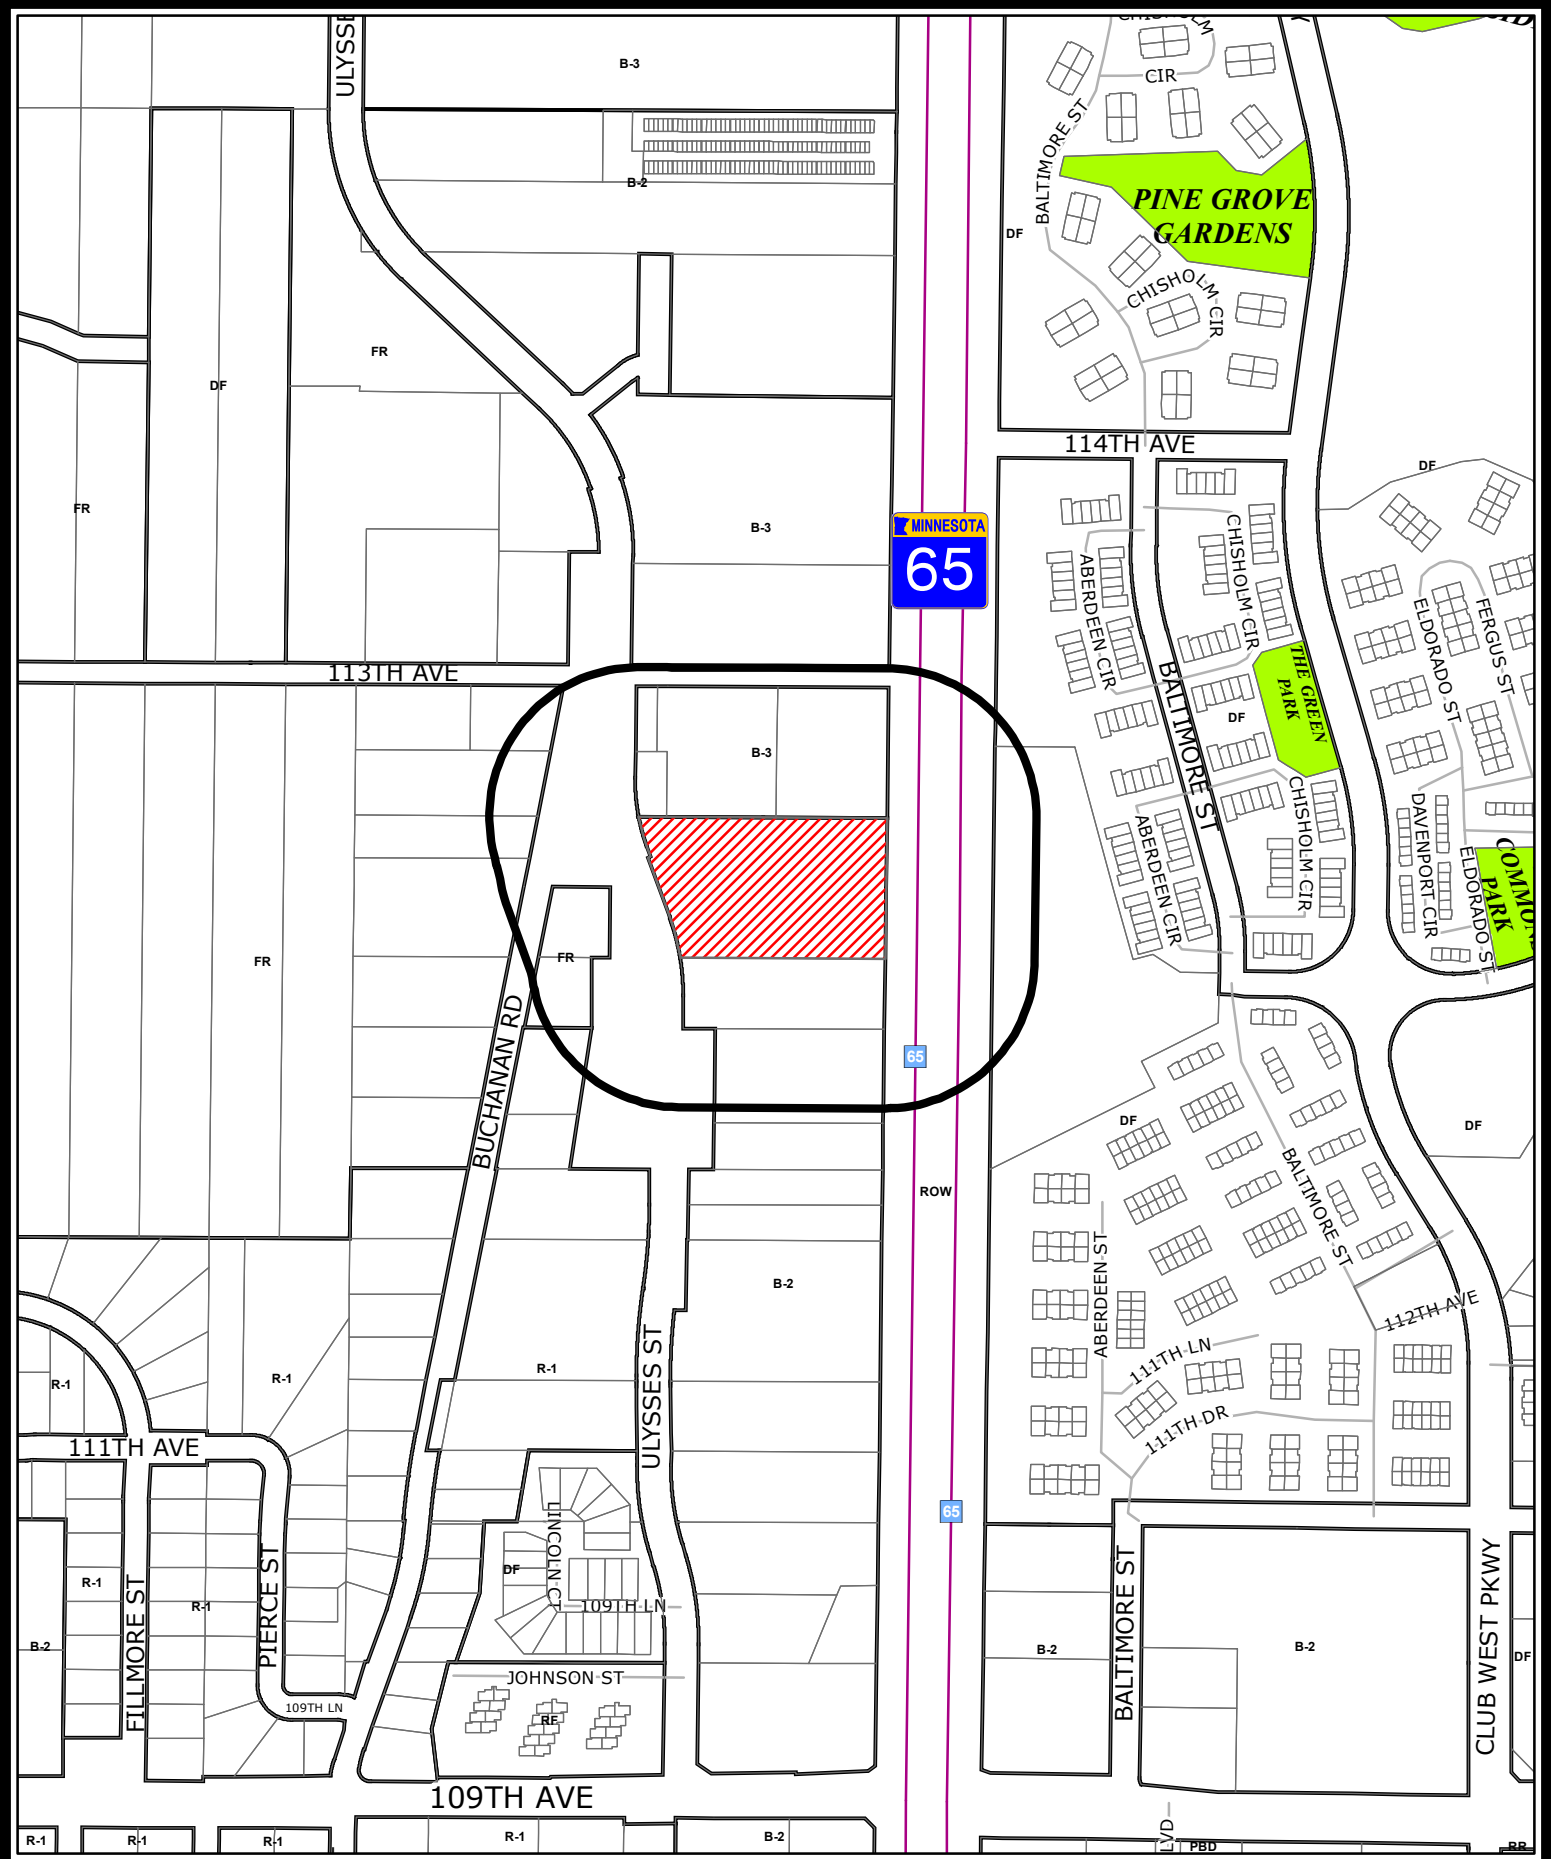 ULYSSE
B-3
CHISHOLM
CIR
BALTIMORE ST
B-2
PINE GROVE
GARDENS
DF
CHISHOLM CIR
FR
DF
114TH AVE
DF
FR
B-3
MINNESOTA
65
ABERDEEN CIR
CHISHOLM CIR
ELDORADO ST
FERGUS ST
113TH AVE
BALTIMORE ST
THE GREEN
PARK
DF
B-3
CHISHOLM CIR
ABERDEEN CIR
DAVENPORT CIR
ELDORADO ST
COMMON
PARK
FR
FR
BUCHANAN RD
65
DF
DF
BALTIMORE ST
ROW
B-2
ABERDEEN ST
112TH AVE
111TH LN
R-1
R-1
R-1
ULYSSES ST
111TH DR
111TH AVE
65
LINCOLN CT
DF
R-1
R-1
109TH LN
FILLMORE ST
PIERCE ST
B-2
BALTIMORE ST
B-2
B-2
CLUB WEST PKWY
DF
JOHNSON ST
109TH LN
RF
109TH AVE
R-1
R-1
R-1
R-1
B-2
LVD
PBD
RR